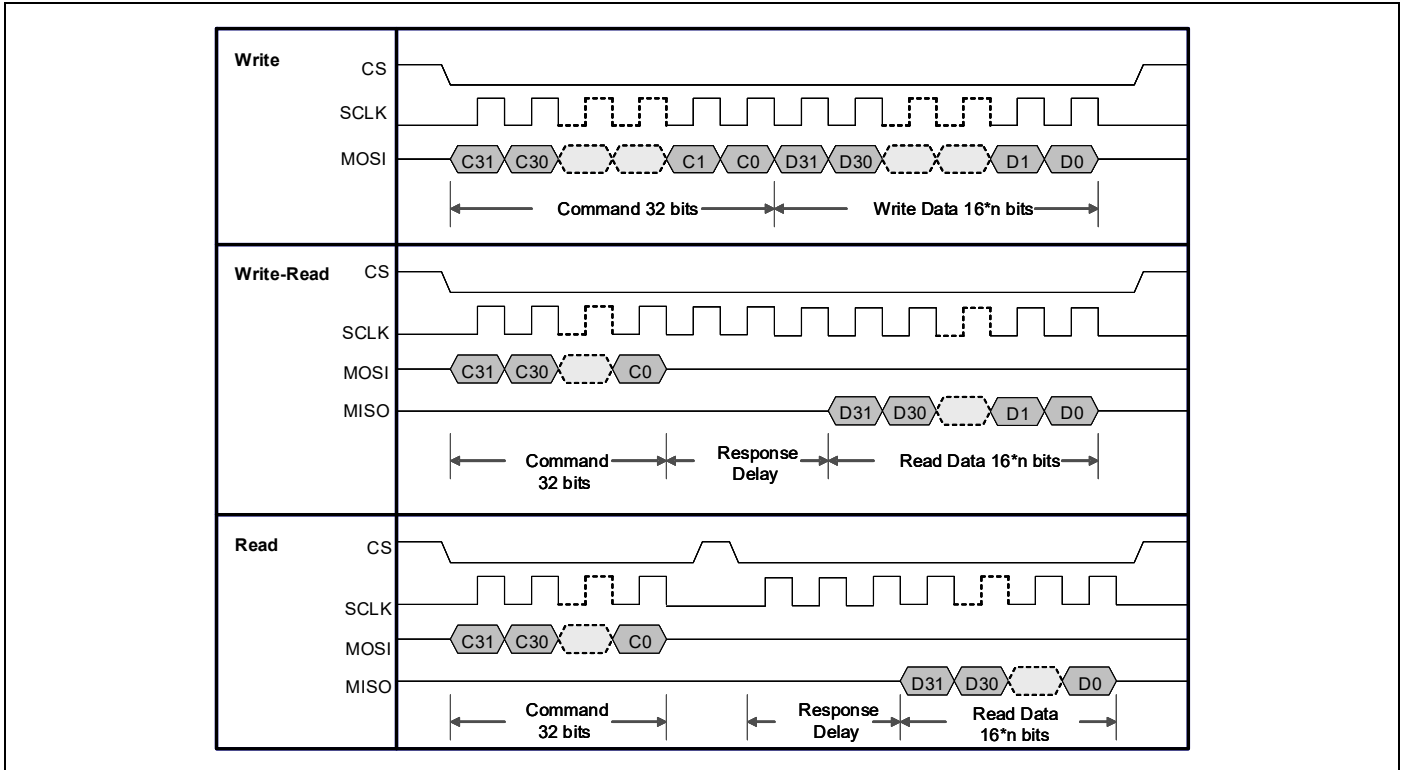 Write
CS
SCLK
MOSI
C31 C30 C1 C0 D31 D30 D1 D0
Command 32 bits
Write Data 16*n bits
Write-Read
CS
SCLK
MOSI
C31 C30 C0
MISO
D31 D30 D1 D0
Command
32 bits
Response
Delay
Read Data 16*n bits
Read
CS
SCLK
MOSI
C31 C30 C0
MISO
D31 D30 D0
Command
32 bits
Response
Delay
Read Data
16*n bits